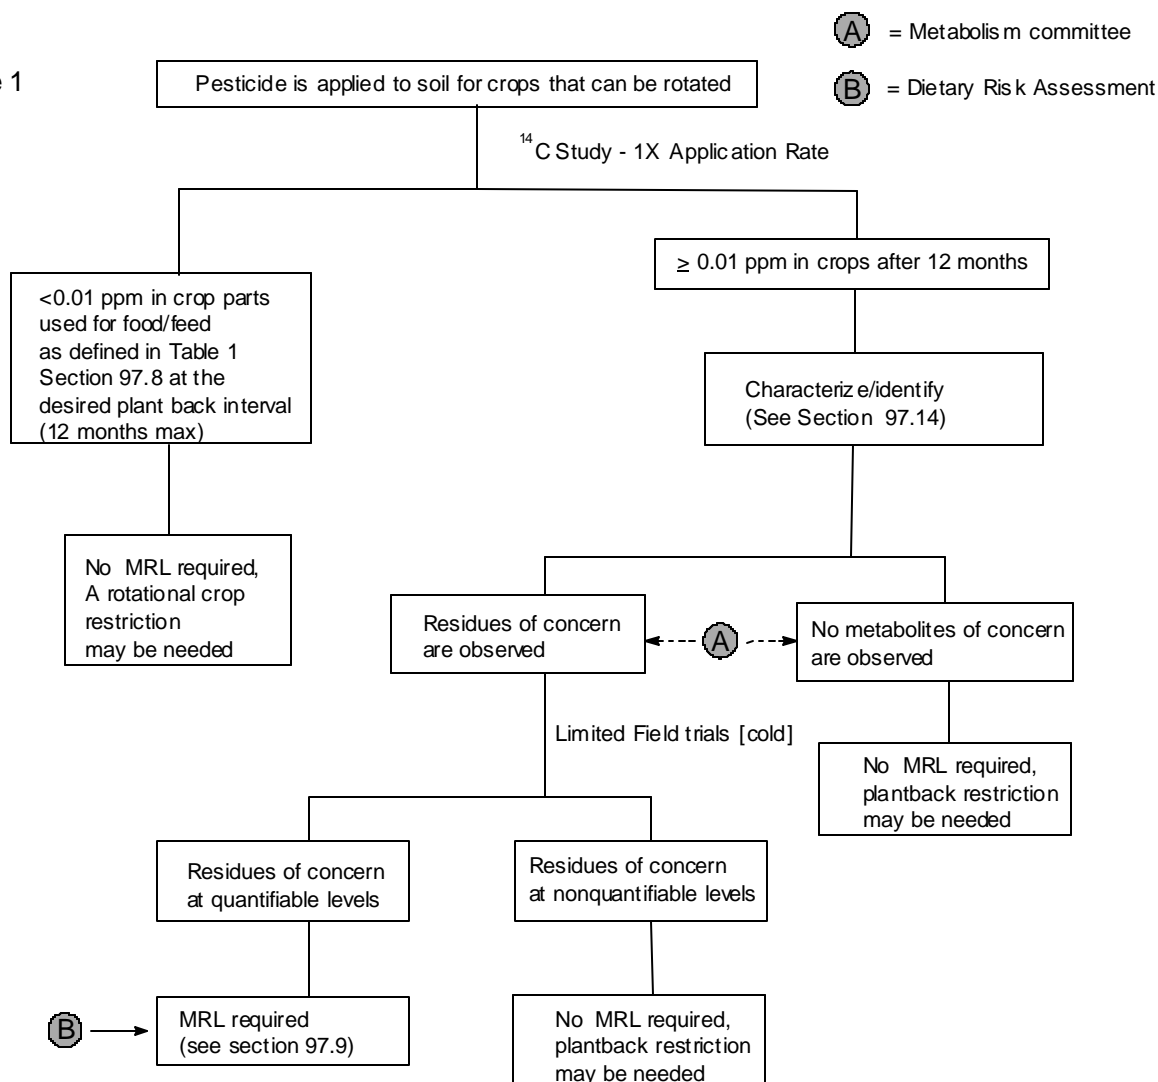 A = Metabolism committee
B = Dietary Risk Assessment
1
Pesticide is applied to soil for crops that can be rotated
14C Study - 1X Application Rate
≥ 0.01 ppm in crops after 12 months
<0.01 ppm in crop parts
used for food/feed
as defined in Table 1
Section 97.8 at the
desired plant back interval
(12 months max)
Characterize/identify
(See Section 97.14)
No MRL required,
A rotational crop
restriction
may be needed
Residues of concern
are observed
A
No metabolites of concern
are observed
Limited Field trials [cold]
No MRL required,
plantback restriction
may be needed
Residues of concern
at quantifiable levels
Residues of concern
at nonquantifiable levels
B
MRL required
(see section 97.9)
No MRL required,
plantback restriction
may be needed